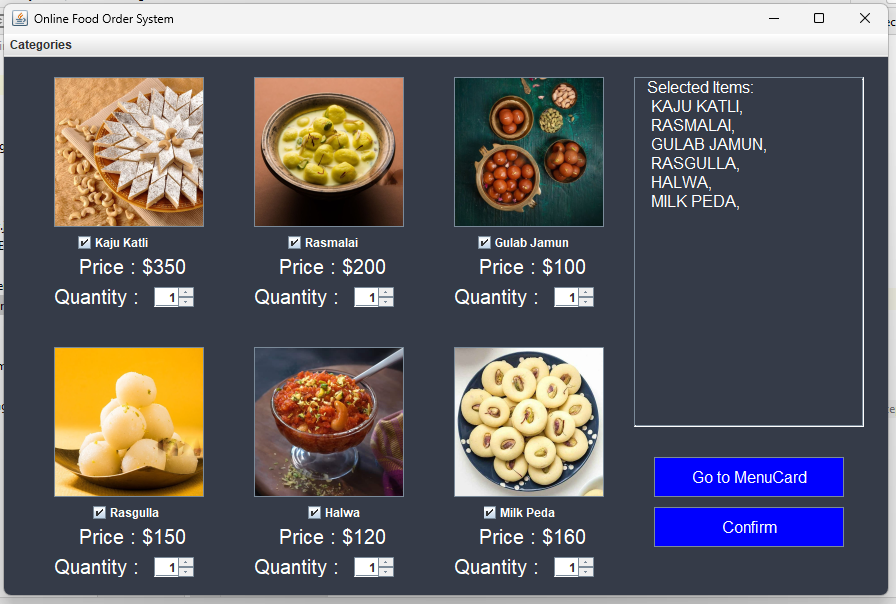 Online Food Order System
Categories
Kaju Katli
Price : $350
Quantity : 1
Rasmalai
Price : $200
Quantity : 1
Gulab Jamun
Price : $100
Quantity : 1
Selected Items:
KAJU KATLI,
RASMALAI,
GULAB JAMUN,
RASGULLA,
HALWA,
MILK PEDA,
Rasgulla
Price : $150
Quantity : 1
Halwa
Price : $120
Quantity : 1
Milk Peda
Price : $160
Quantity : 1
Go to MenuCard
Confirm